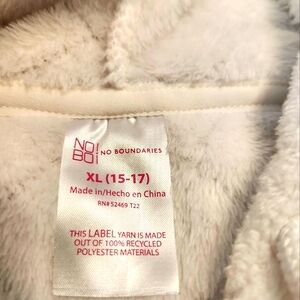 NO BO
NO BOUNDARIES
XL (15-17)
Made in/Hecho en China
RN# 52469 T22
THIS LABEL YARN IS MADE
OUT OF 100% RECYCLED
POLYESTER MATERIALS